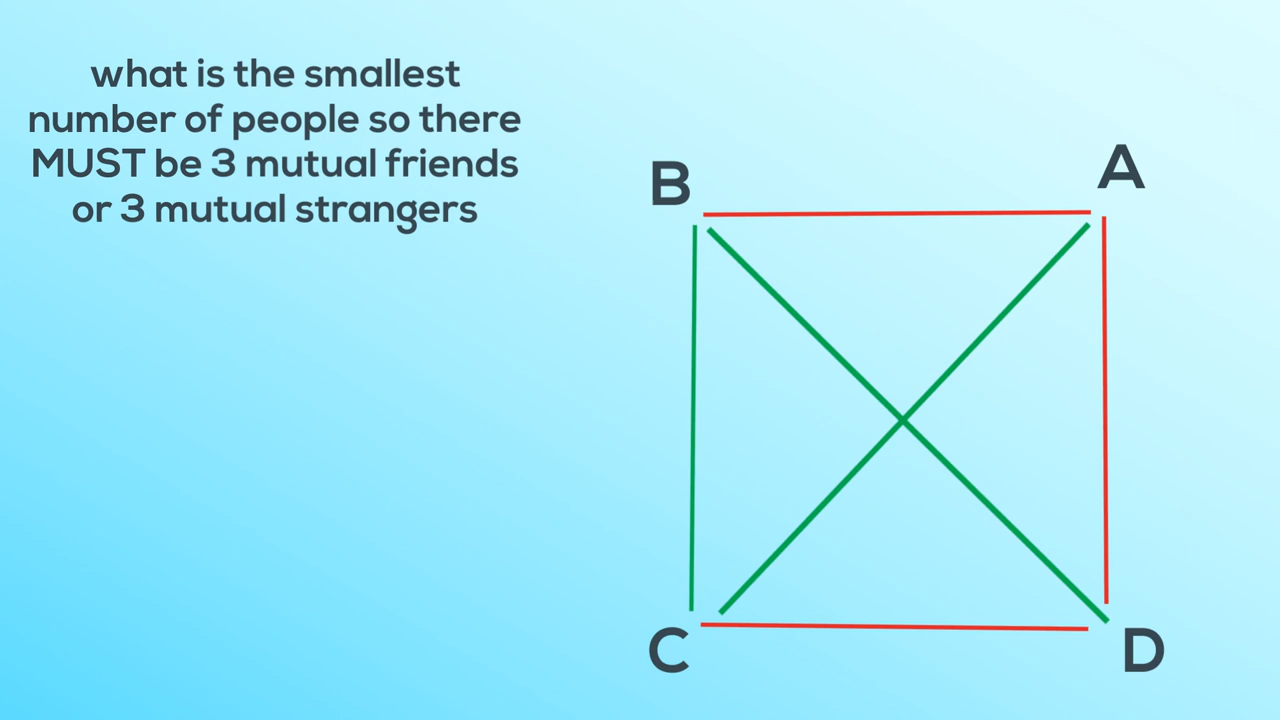 what is the smallest
number of people so there
MUST be 3 mutual friends
or 3 mutual strangers
B
A
C
D